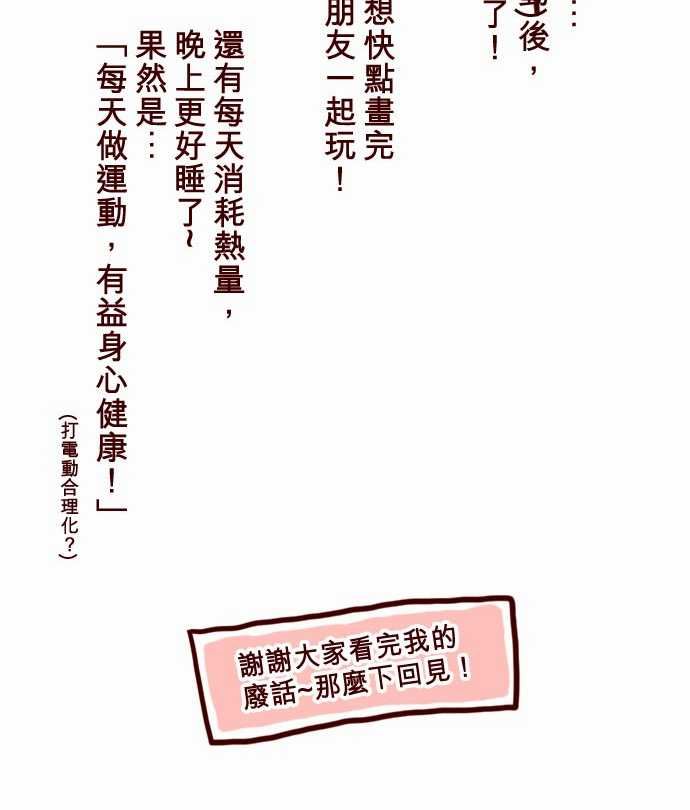 …
後，
了！
想快點畫完
朋友一起玩！
還有每天消耗熱量，
晚上更好睡了~
果然是…
「每天做運動，有益身心健康！」
(打電動合理化？)
謝謝大家看完我的
廢話~那麼下回見！